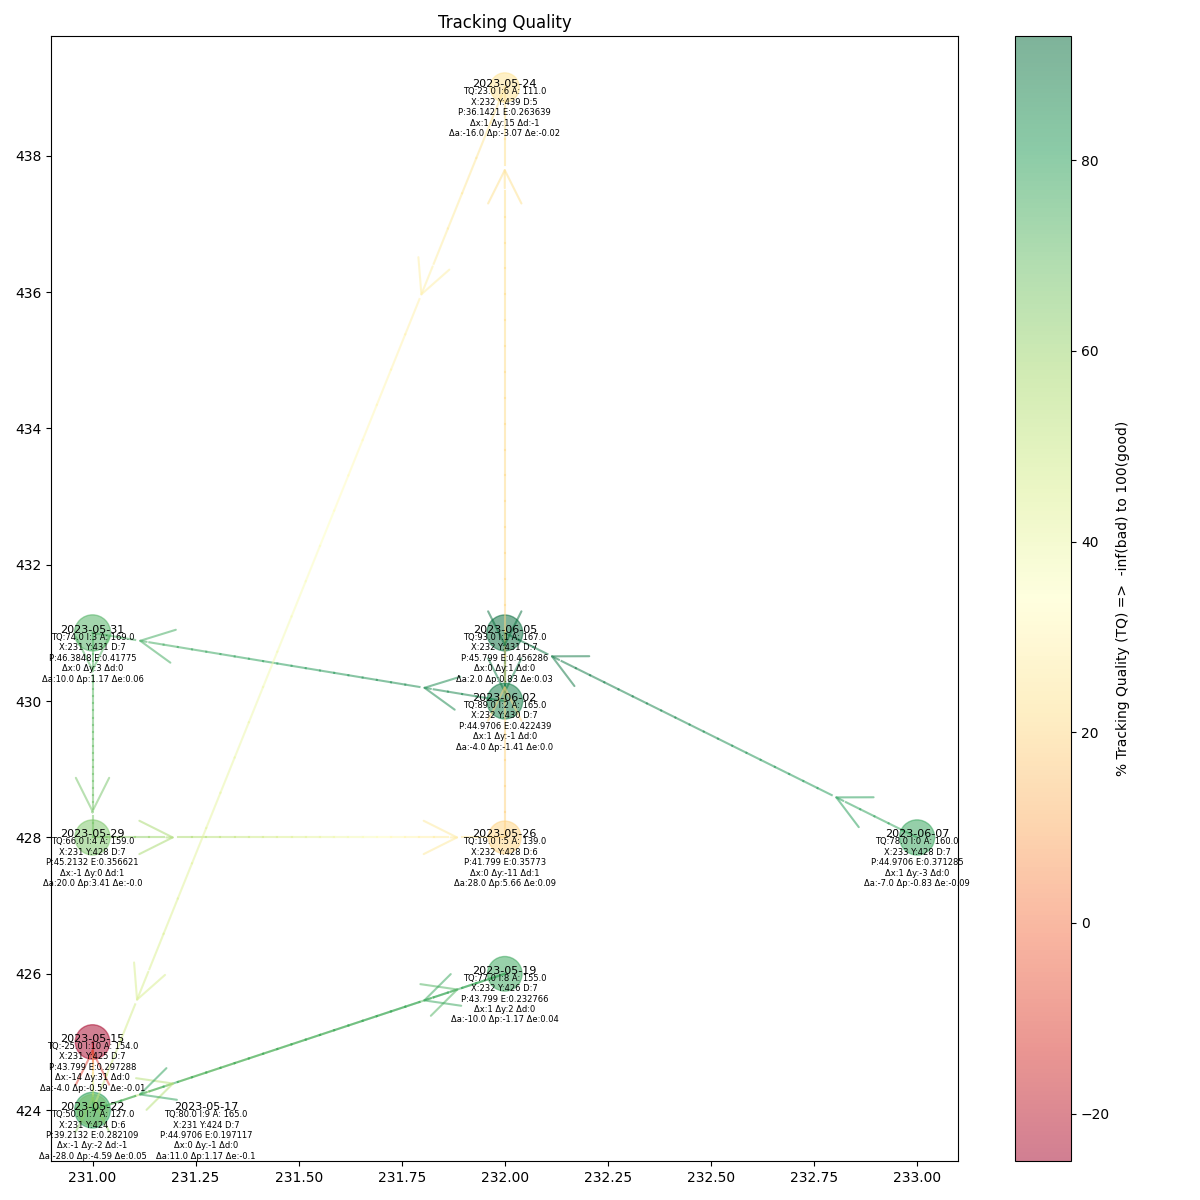 Tracking Quality
2023-05-24
TQ:23.0 I:6 A: 111.0
X:232 Y:439 D:5
P:36.1421 E:0.263639
Δx:1 Δy:15 Δd:-1
Δa:-16.0 Δp:-3.07 Δe:-0.02
2023-05-31
TQ:74.0 I:3 A: 169.0
X:231 Y:431 D:7
P:46.3848 E:0.41775
Δx:0 Δy:3 Δd:0
Δa:10.0 Δp:1.17 Δe:0.06
2023-06-05
TQ:93.0 I:1 A: 167.0
X:232 Y:431 D:7
P:45.799 E:0.456286
Δx:0 Δy:1 Δd:0
Δa:2.0 Δp:0.83 Δe:0.03
2023-06-02
TQ:89.0 I:2 A: 165.0
X:232 Y:430 D:7
P:44.9706 E:0.422439
Δx:1 Δy:-1 Δd:0
Δa:-4.0 Δp:-1.41 Δe:0.0
2023-05-29
TQ:66.0 I:4 A: 159.0
X:231 Y:428 D:7
P:45.2132 E:0.356621
Δx:-1 Δy:0 Δd:1
Δa:20.0 Δp:3.41 Δe:-0.0
2023-05-26
TQ:19.0 I:5 A: 139.0
X:232 Y:428 D:6
P:41.799 E:0.35773
Δx:0 Δy:-11 Δd:1
Δa:28.0 Δp:5.66 Δe:0.09
2023-06-07
TQ:78.0 I:0 A: 160.0
X:233 Y:428 D:7
P:44.9706 E:0.371285
Δx:1 Δy:-3 Δd:0
Δa:-7.0 Δp:-0.83 Δe:-0.09
2023-05-19
I:8 A: 155.0
X:232 Y:426 D:7
P:43.799 E:0.232766
Δx:1 Δy:2 Δd:0
Δa:-10.0 Δp:-1.17 Δe:0.04
2023-05-15
TQ:-25.0 I:10 A: 154.0
X:231 Y:425 D:7
P:43.799 E:0.297288
Δx:-14 Δy:31 Δd:0
Δa:-4.0 Δp:-0.59 Δe:-0.01
2023-05-22
TQ:50.0 I:7 A: 127.0
X:231 Y:424 D:6
P:39.2132 E:0.282109
Δx:-1 Δy:-2 Δd:-1
Δa:-28.0 Δp:-4.59 Δe:0.05
2023-05-17
TQ:80.0 I:9 A: 165.0
X:231 Y:424 D:7
P:44.9706 E:0.197117
Δx:0 Δy:-1 Δd:0
Δa:11.0 Δp:1.17 Δe:-0.1
438
436
434
432
430
428
426
424
231.00
231.25
231.50
231.75
232.00
232.25
232.50
232.75
233.00
80
60
40
20
0
−20
% Tracking Quality (TQ) => -inf(bad) to 100(good)